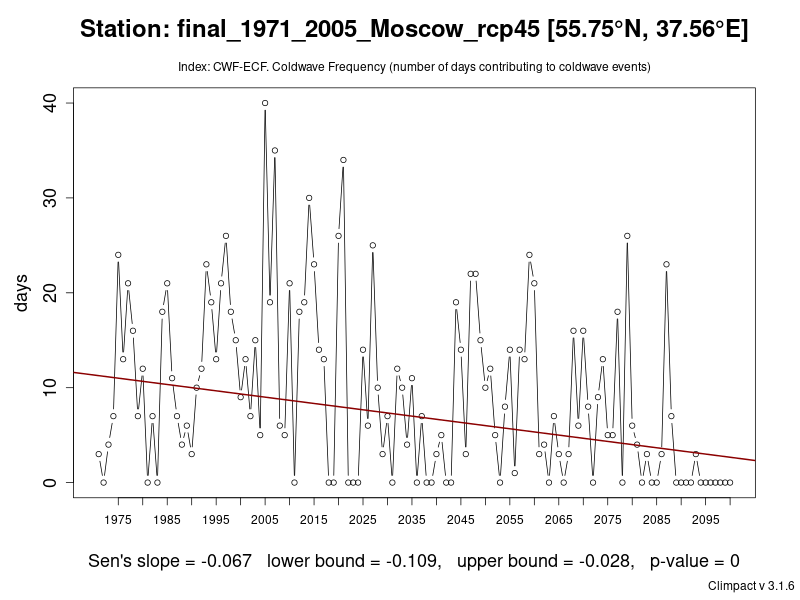 Station: final_1971_2005_Moscow_rcp45 [55.75°N, 37.56°E]
Index: CWF-ECF. Coldwave Frequency (number of days contributing to coldwave events)
40
30
20
10
0
days
1975 1985 1995 2005 2015 2025 2035 2045 2055 2065 2075 2085 2095
Sen's slope = -0.067 lower bound = -0.109, upper bound = -0.028, p-value = 0
Climpact v 3.1.6